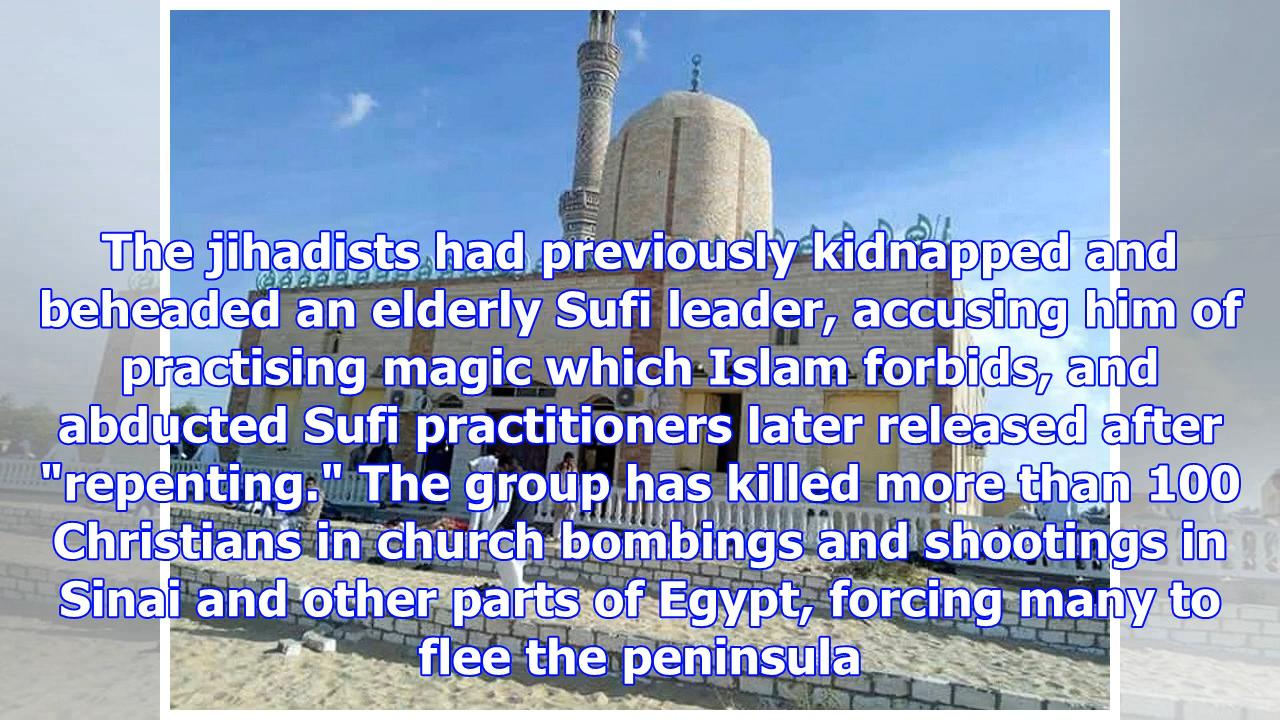 The jihadists had previously kidnapped and
beheaded an elderly Sufi leader, accusing him of
practising magic which Islam forbids, and
abducted Sufi practitioners later released after
"repenting." The group has killed more than 100
Christians in church bombings and shootings in
Sinai and other parts of Egypt, forcing many to
flee the peninsula